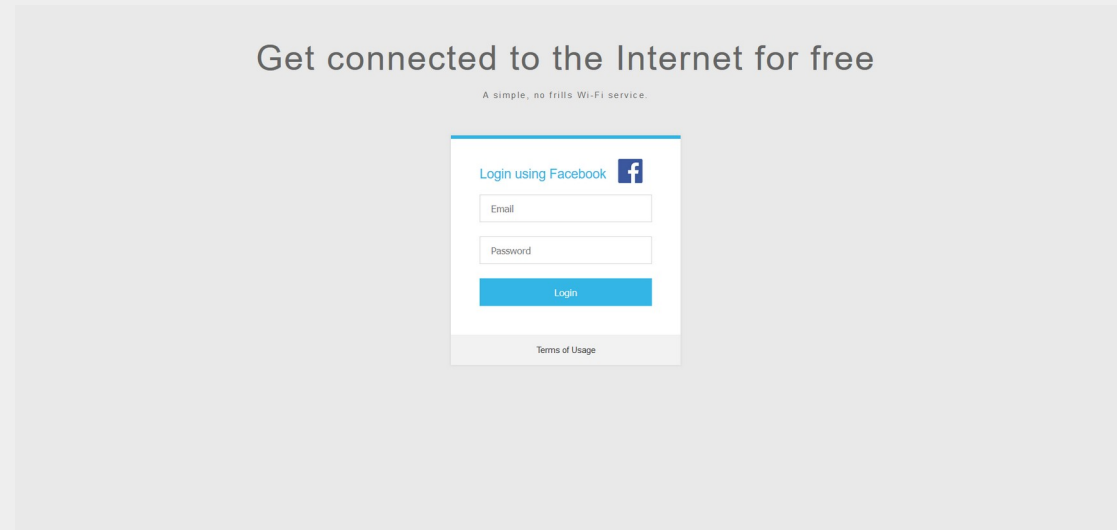 Get connected to the Internet for free
A simple, no frills Wi-Fi service.
Login using Facebook
Email
Password
Login
Terms of Usage